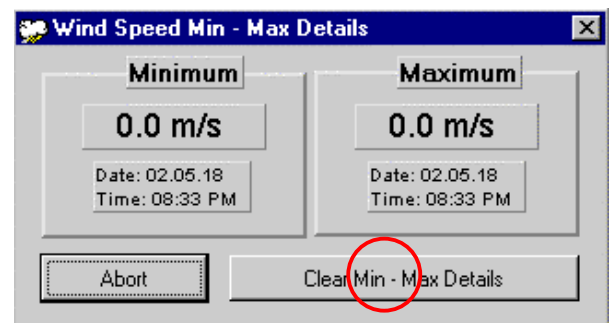 Wind Speed Min - Max Details
Minimum
Maximum
0.0 m/s
0.0 m/s
Date: 02.05.18
Time: 08:33 PM
Date: 02.05.18
Time: 08:33 PM
Abort
Clear Min - Max Details